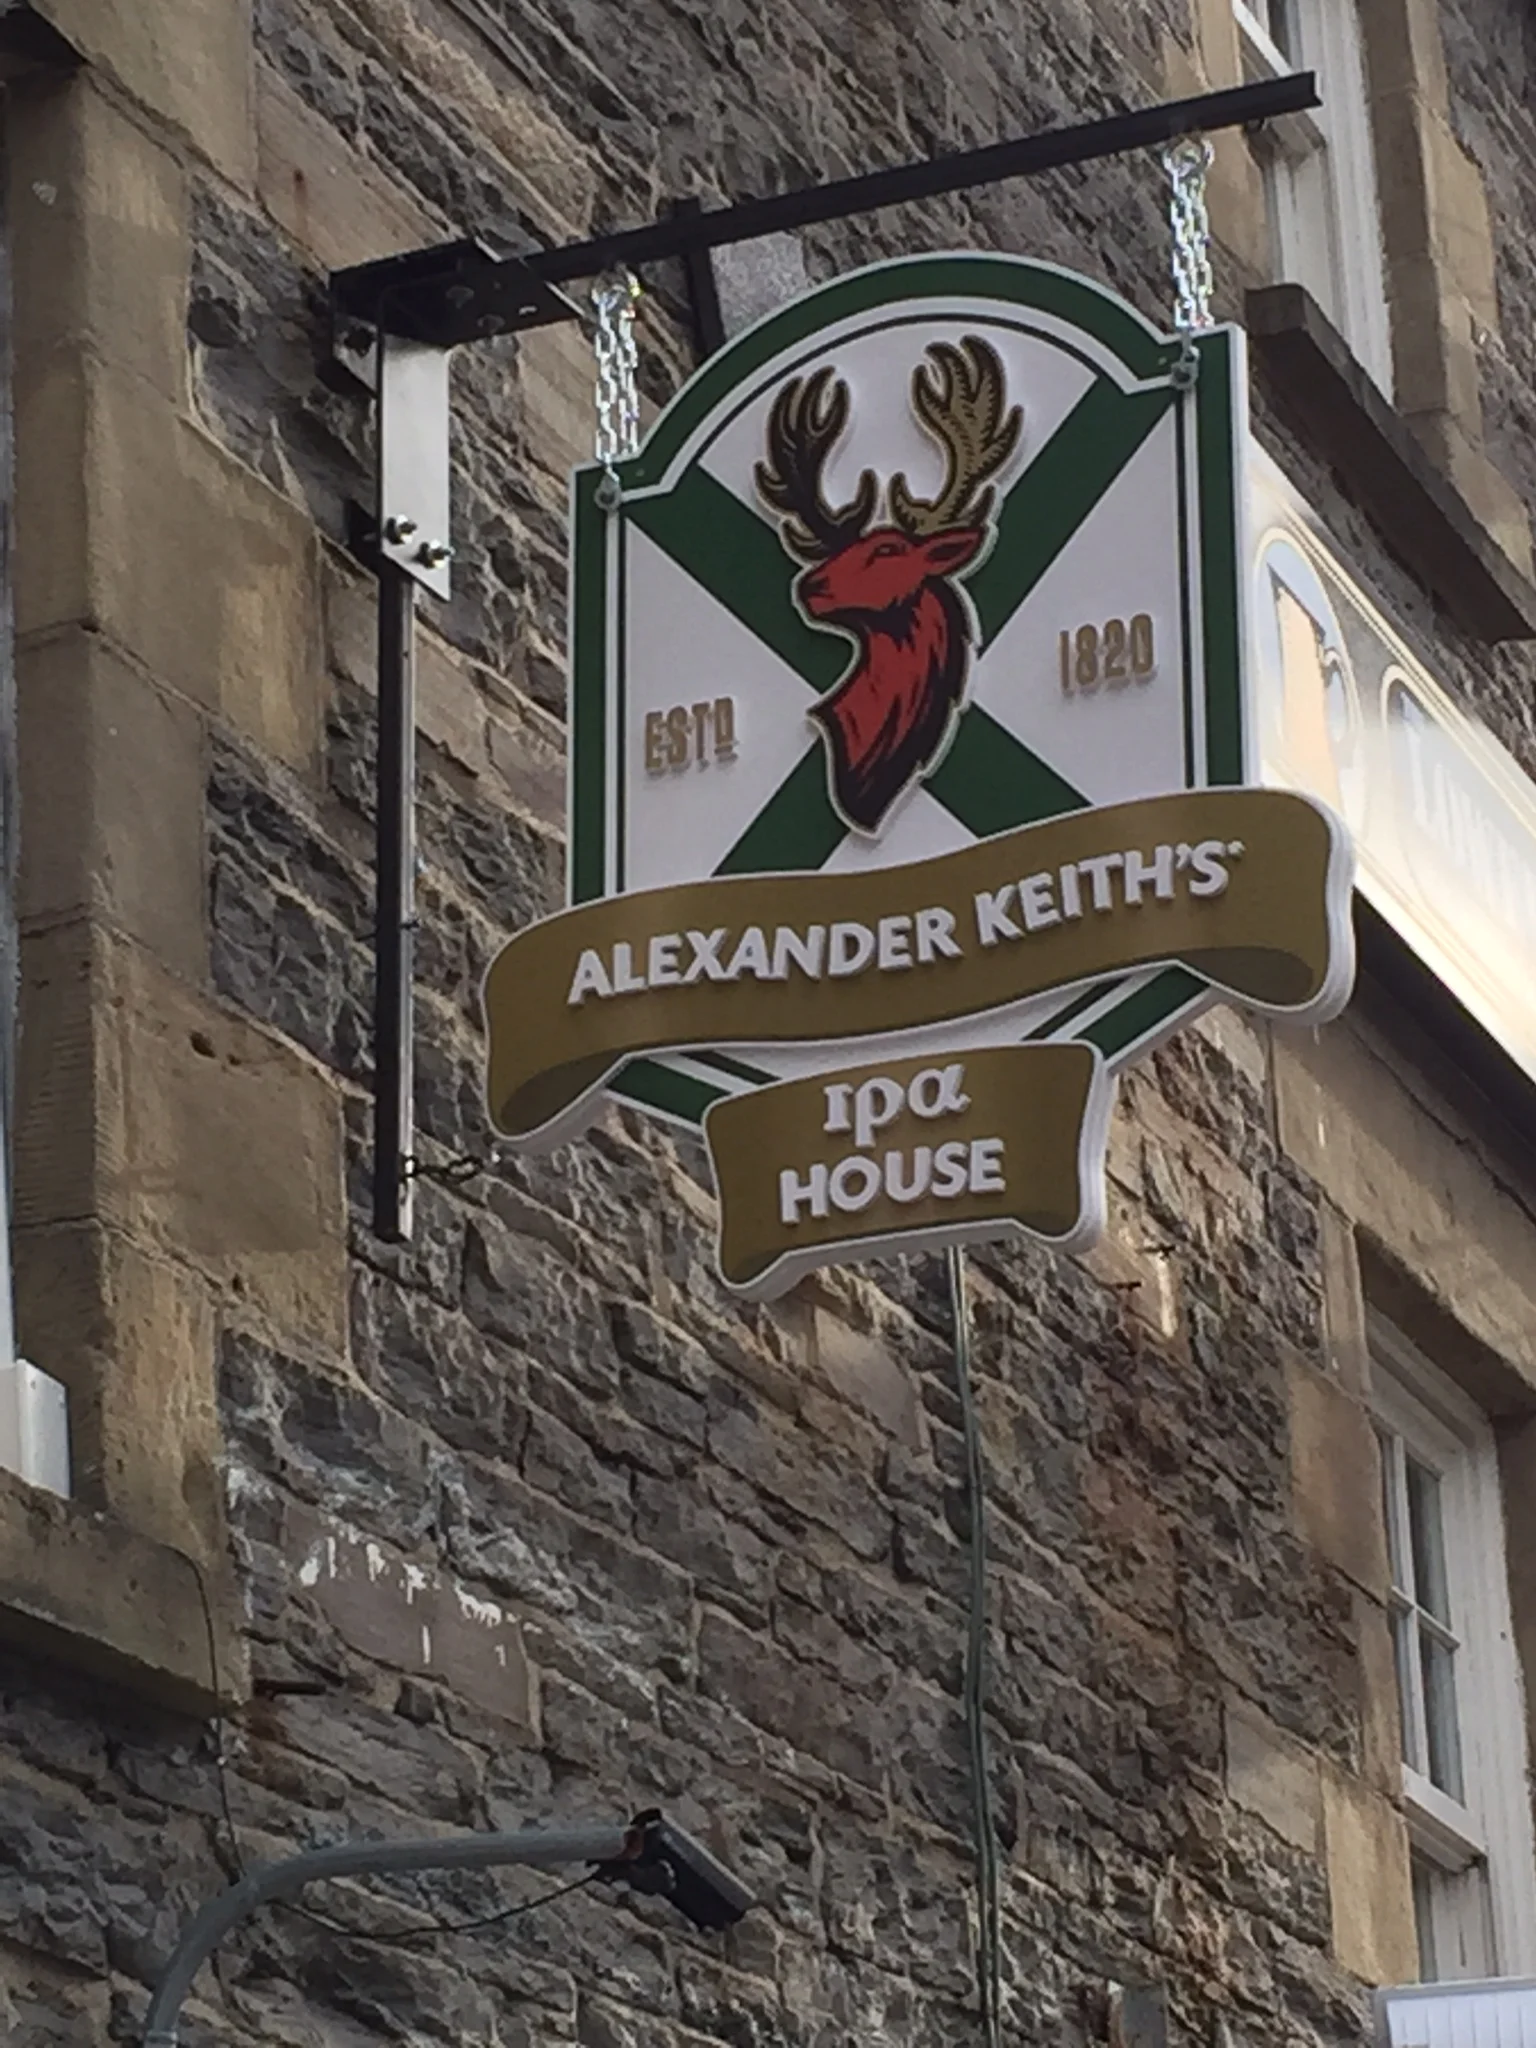 ESTD 1820
ALEXANDER KEITH'S
IPA
HOUSE